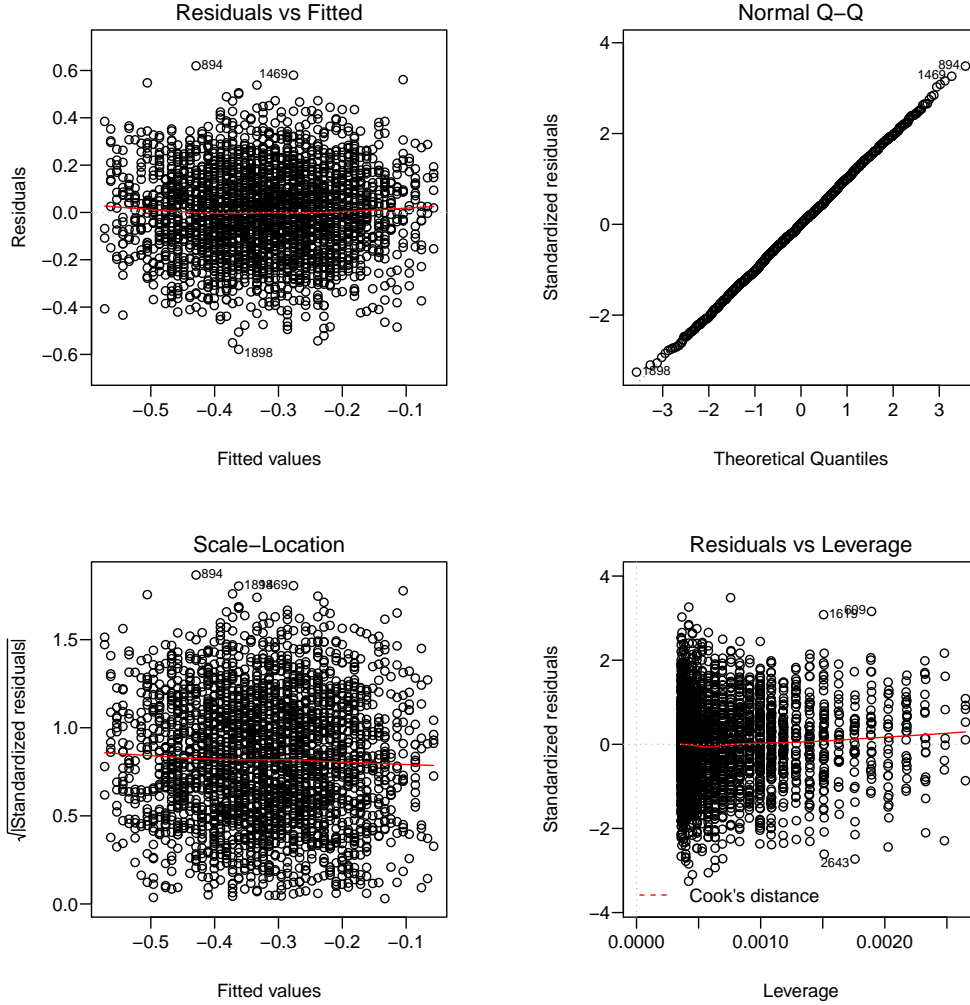 Residuals vs Fitted
Residuals
0.6
0.4
0.2
0.0
−0.2
−0.4
−0.6
894
1469
1898
−0.5 −0.4 −0.3 −0.2 −0.1
Fitted values
Normal Q−Q
Standardized residuals
4
2
0
−2
894
1469
1898
−3 −2 −1 0 1 2 3
Theoretical Quantiles
Scale−Location
√|Standardized residuals|
1.5
1.0
0.5
0.0
894
1898
1469
−0.5 −0.4 −0.3 −0.2 −0.1
Fitted values
Residuals vs Leverage
Standardized residuals
4
2
0
−2
−4
1619
609
2643
Cook's distance
0.0000 0.0010 0.0020
Leverage